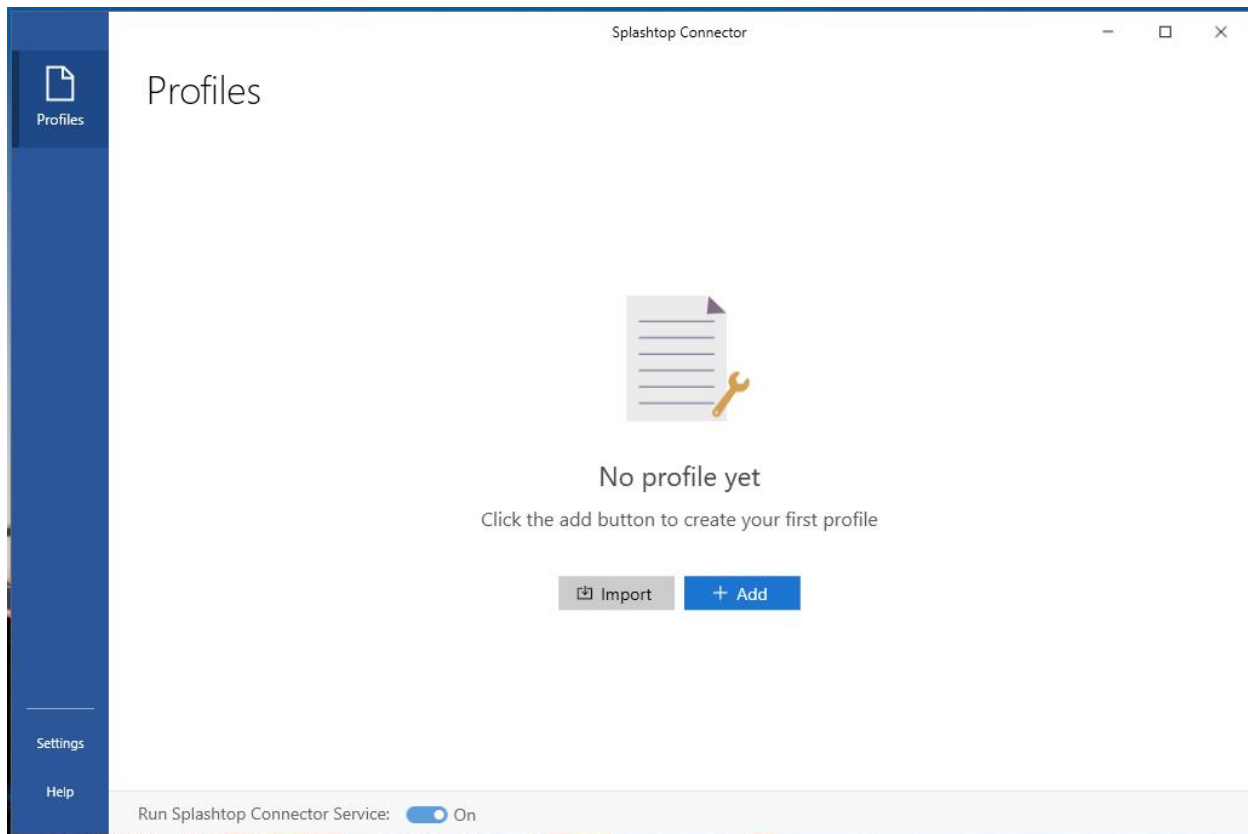 Splashtop Connector
Profiles
Profiles
No profile yet
Click the add button to create your first profile
Import
Add
Settings
Help
Run Splashtop Connector Service:
On